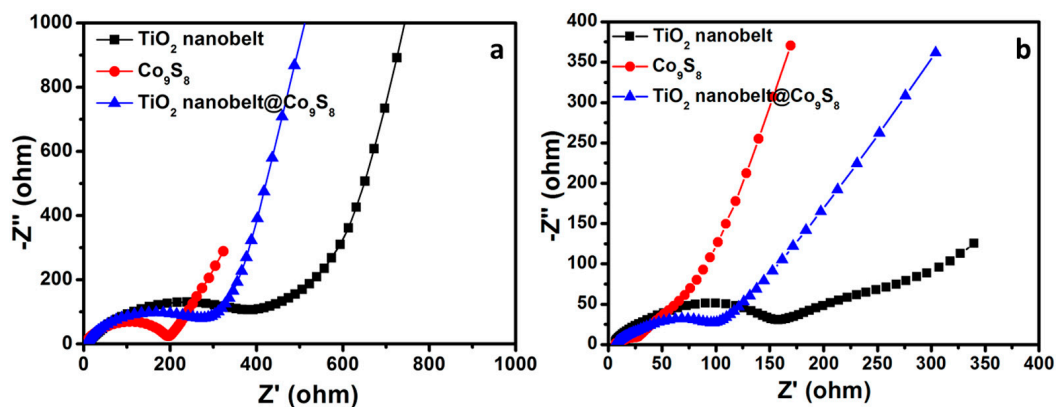 a
TiO₂ nanobelt
Co₉S₈
TiO₂ nanobelt@Co₉S₈
1000
800
600
400
200
0
-Z'' (ohm)
0 200 400 600 800 1000
Z' (ohm)
b
TiO₂ nanobelt
Co₉S₈
TiO₂ nanobelt@Co₉S₈
400
350
300
250
200
150
100
50
0
-Z'' (ohm)
0 50 100 150 200 250 300 350 400
Z' (ohm)